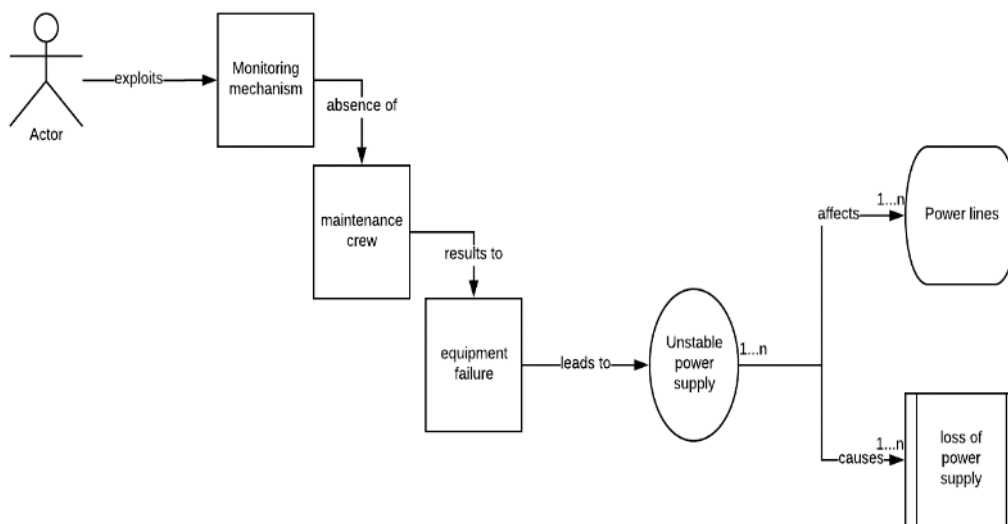 Actor
exploits
Monitoring
mechanism
absence of
maintenance
crew
results to
equipment
failure
leads to
Unstable
power
supply
1...n
affects
1...n
Power lines
causes
1...n
loss of
power
supply